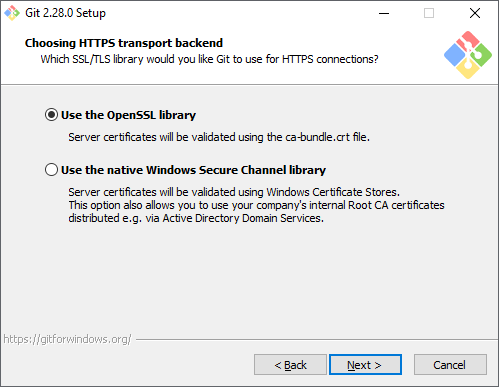 Git 2.28.0 Setup
Choosing HTTPS transport backend
Which SSL/TLS library would you like Git to use for HTTPS connections?
Use the OpenSSL library
Server certificates will be validated using the ca-bundle.crt file.
Use the native Windows Secure Channel library
Server certificates will be validated using Windows Certificate Stores.
This option also allows you to use your company's internal Root CA certificates
distributed e.g. via Active Directory Domain Services.
https://gitforwindows.org/
< Back
Next >
Cancel